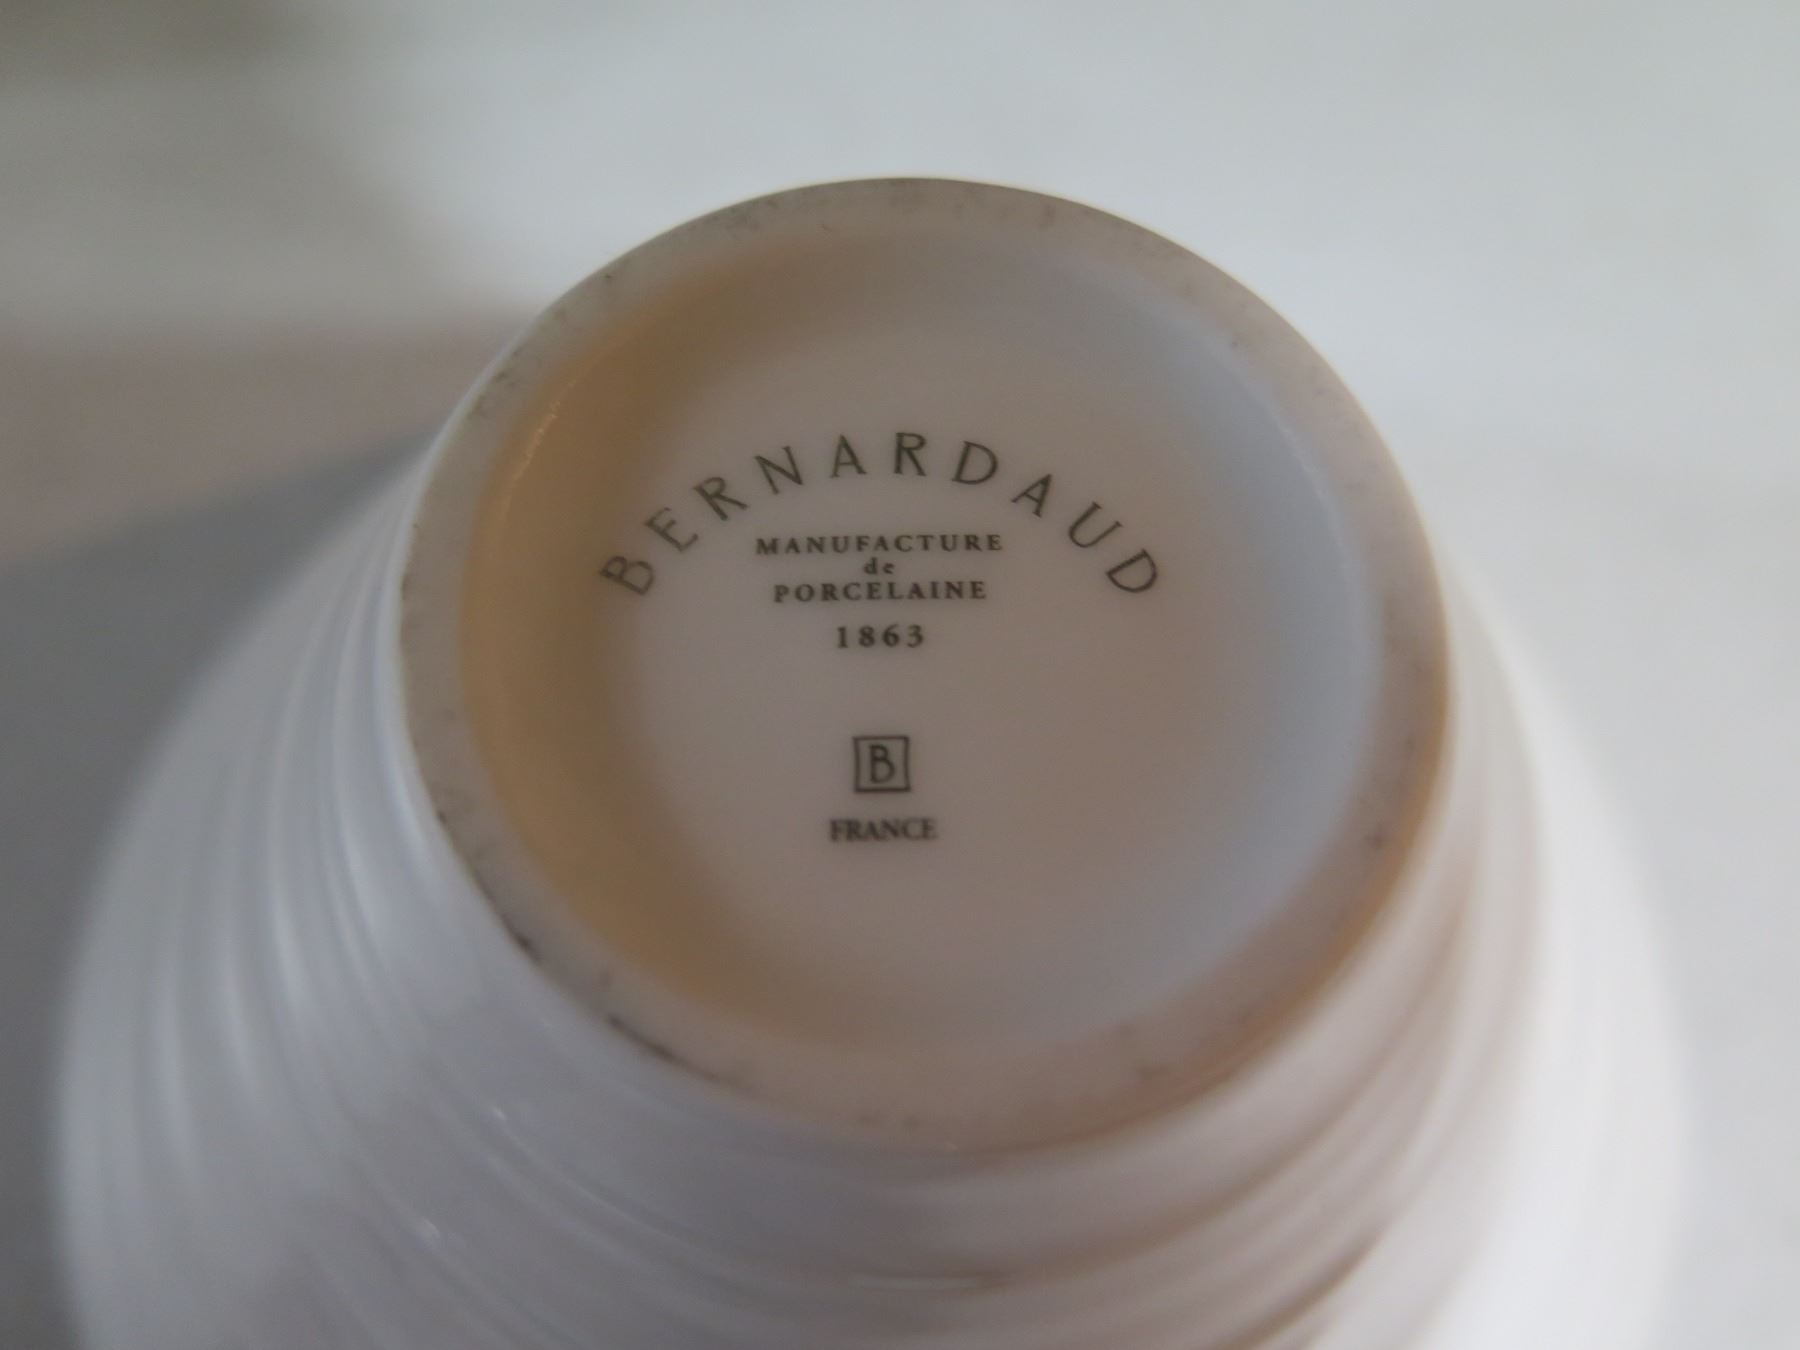 BERNARDAUD
MANUFACTURE
de
PORCELAINE
1863
B
FRANCE